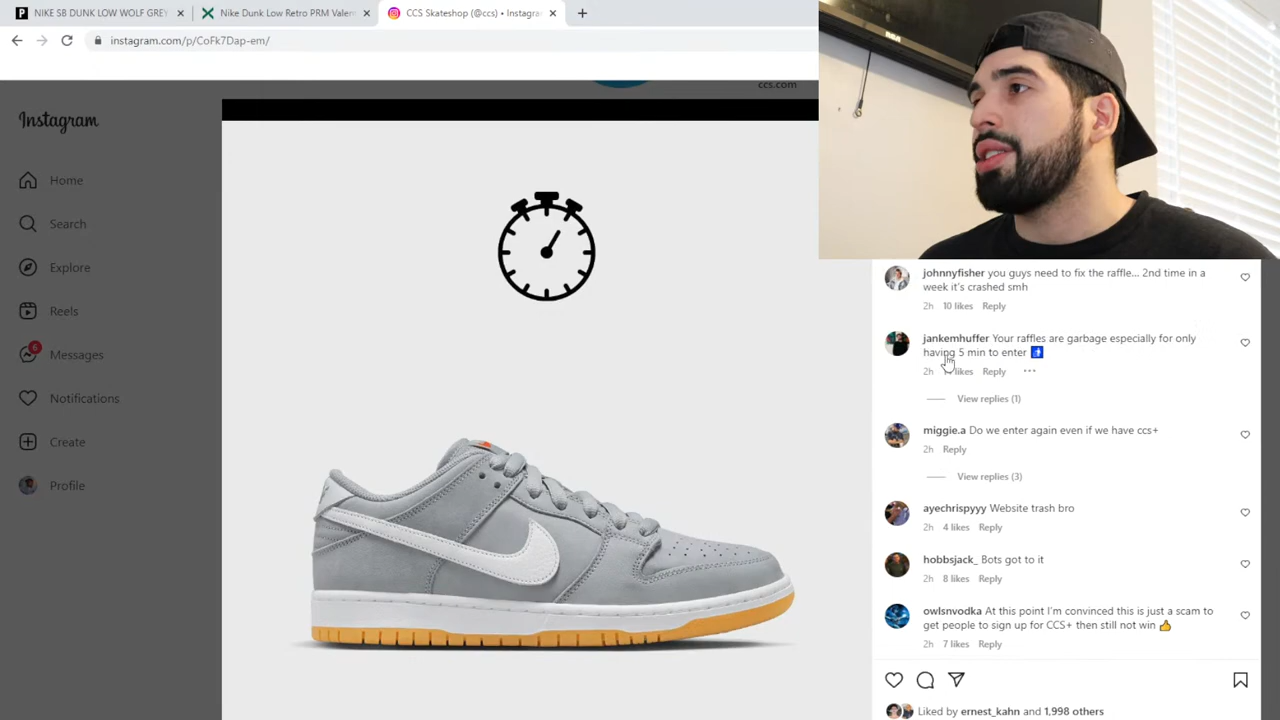 NIKE SB DUNK LOW WOLF GREY
Nike Dunk Low Retro PRM Valen
CCS Skateshop (@ccs) • Instagra
instagram.com/p/CoFk7Dap-em/
RCA
ccs.com
Instagram
Home
Search
Explore
Reels
6
Messages
Notifications
Create
Profile
johnnyfisher you guys need to fix the raffle... 2nd time in a
week it's crashed smh
2h 10 likes Reply
jankemhuffer Your raffles are garbage especially for only
having 5 min to enter 🚮
2h likes Reply
View replies (1)
miggie.a Do we enter again even if we have ccs+
2h Reply
View replies (3)
ayechrispyyy Website trash bro
2h 4 likes Reply
hobbsjack_ Bots got to it
2h 8 likes Reply
owlsnvodka At this point I'm convinced this is just a scam to
get people to sign up for CCS+ then still not win 👍
2h 7 likes Reply
Liked by ernest_kahn and 1,998 others